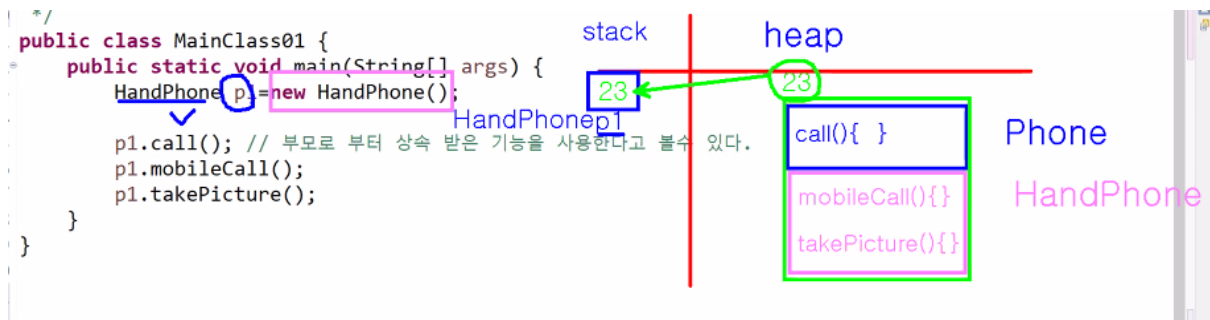 */
public class MainClass01 {
public static void main(String[] args) {
HandPhone p1=new HandPhone();
p1.call(); // 부모로 부터 상속 받은 기능을 사용한다고 볼수 있다.
p1.mobileCall();
p1.takePicture();
}
}
stack
23
HandPhonep1
heap
23
call(){ }
Phone
mobileCall(){}
takePicture(){}
HandPhone